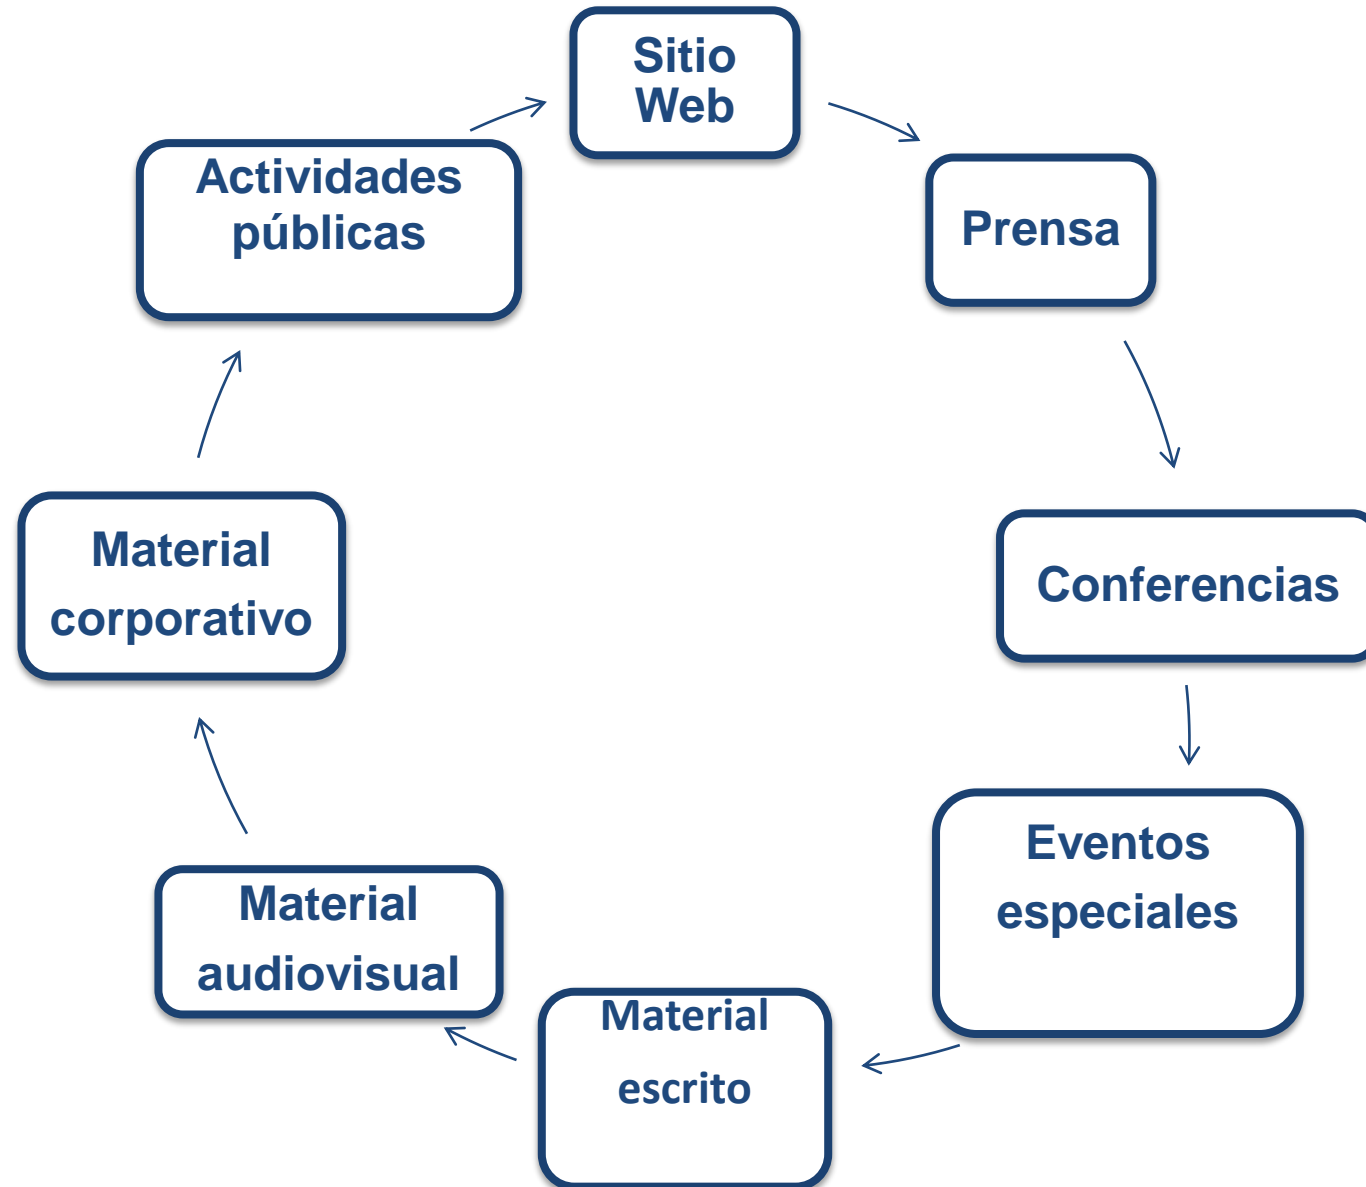 Sitio
Web
Prensa
Conferencias
Eventos
especiales
Material
escrito
Material
audiovisual
Material
corporativo
Actividades
públicas